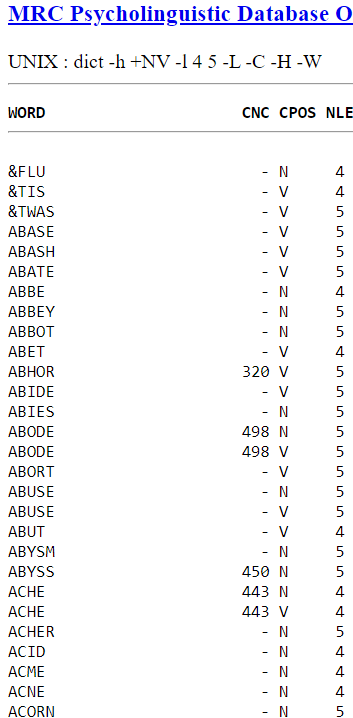 MRC Psycholinguistic Database O
UNIX : dict -h +NV -l 4 5 -L -C -H -W
WORD CNC CPOS NLE
&FLU - N 4
&TIS - V 4
&TWAS - V 5
ABASE - V 5
ABASH - V 5
ABATE - V 5
ABBE - N 4
ABBEY - N 5
ABBOT - N 5
ABET - V 4
ABHOR 320 V 5
ABIDE - V 5
ABIES - N 5
ABODE 498 N 5
ABODE 498 V 5
ABORT - V 5
ABUSE - N 5
ABUSE - V 5
ABUT - V 4
ABYSM - N 5
ABYSS 450 N 5
ACHE 443 N 4
ACHE 443 V 4
ACHER - N 5
ACID - N 4
ACME - N 4
ACNE - N 4
ACORN - N 5